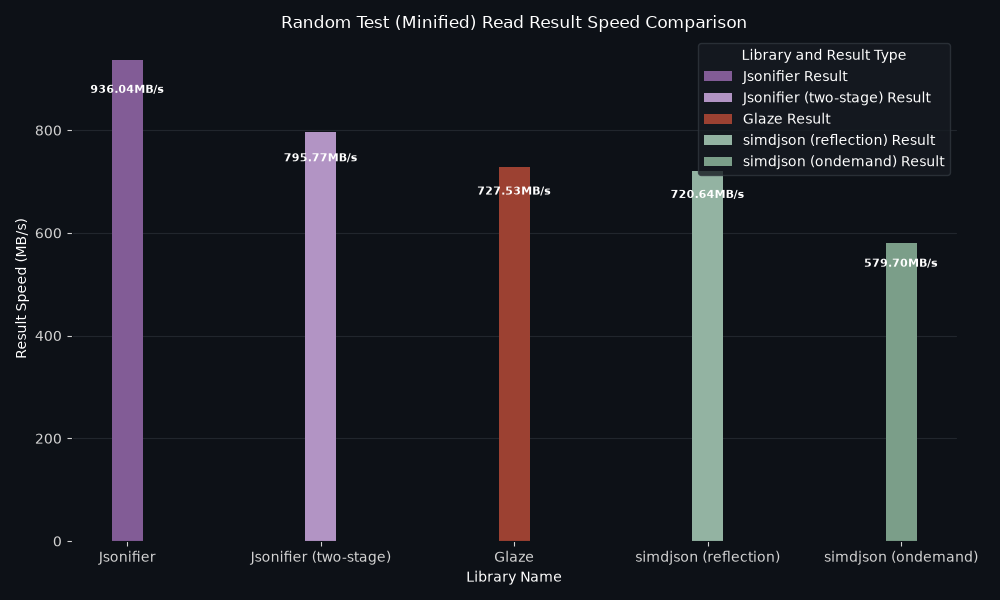 Random Test (Minified) Read Result Speed Comparison
Library and Result Type
Jsonifier Result
Jsonifier (two-stage) Result
Glaze Result
simdjson (reflection) Result
simdjson (ondemand) Result
936.04MB/s
795.77MB/s
727.53MB/s
720.64MB/s
579.70MB/s
Result Speed (MB/s)
800
600
400
200
0
Jsonifier
Jsonifier (two-stage)
Glaze
simdjson (reflection)
simdjson (ondemand)
Library Name